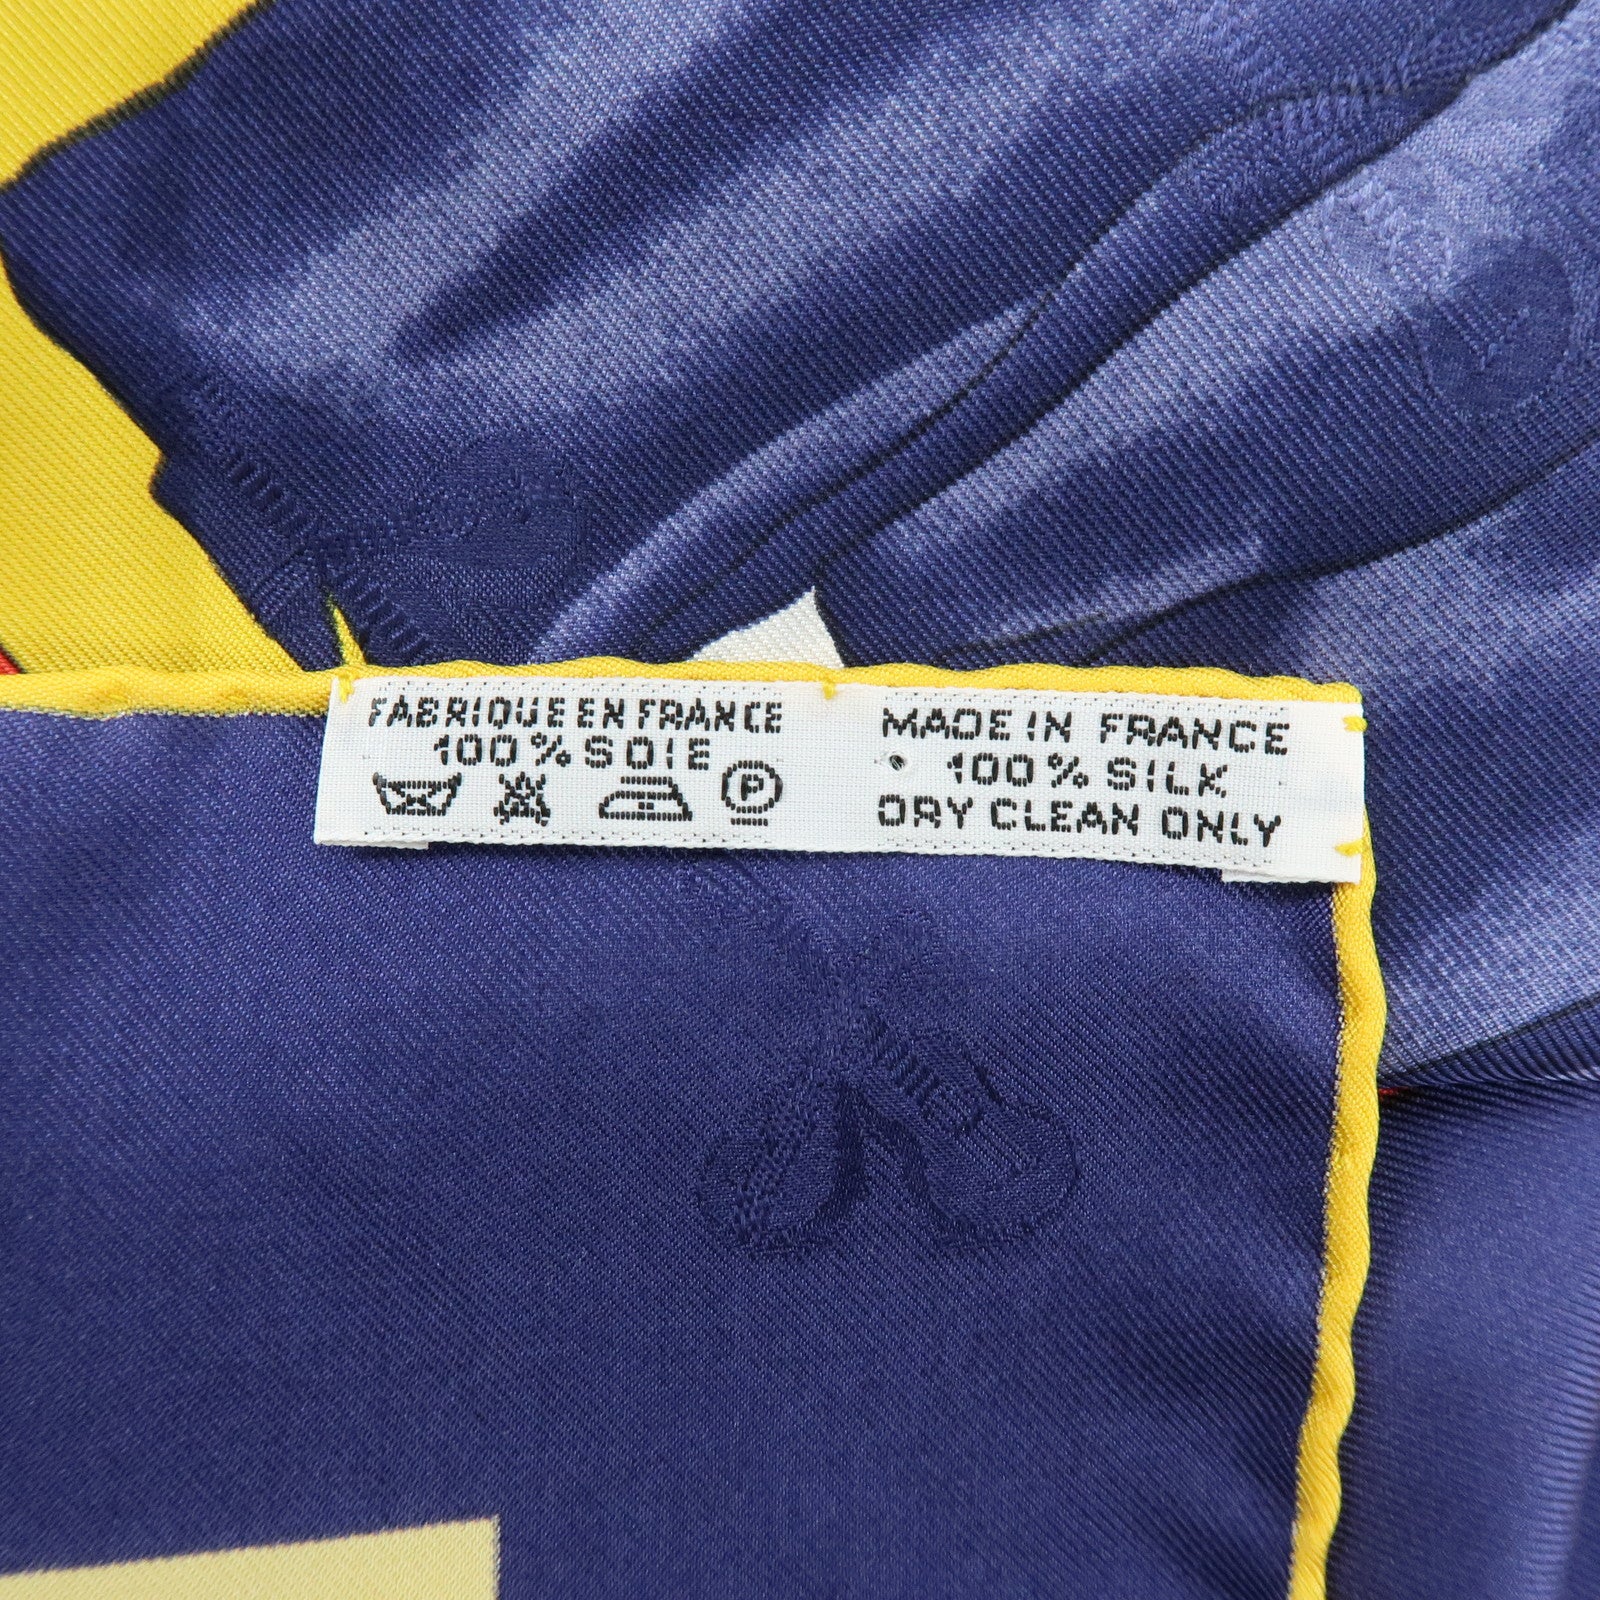 FABRIQUE EN FRANCE
100% SOIE
P
MADE IN FRANCE
100% SILK
DRY CLEAN ONLY